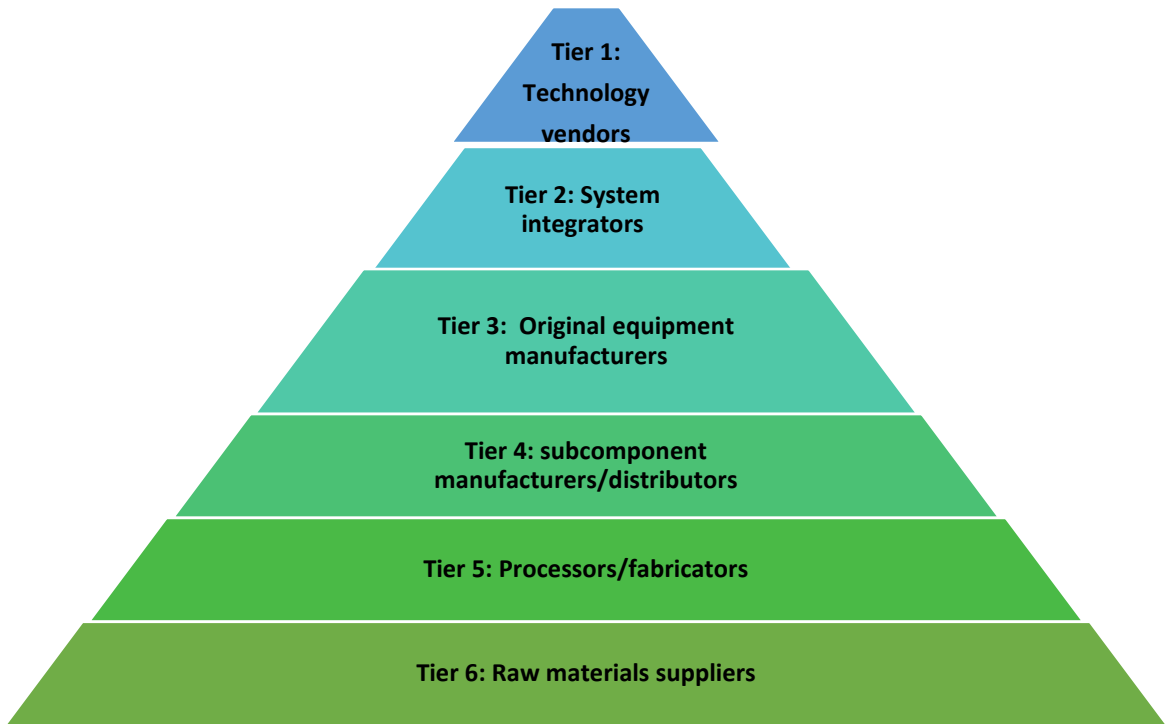 Tier 1:
Technology
vendors
Tier 2: System
integrators
Tier 3:  Original equipment
manufacturers
Tier 4: subcomponent
manufacturers/distributors
Tier 5: Processors/fabricators
Tier 6: Raw materials suppliers